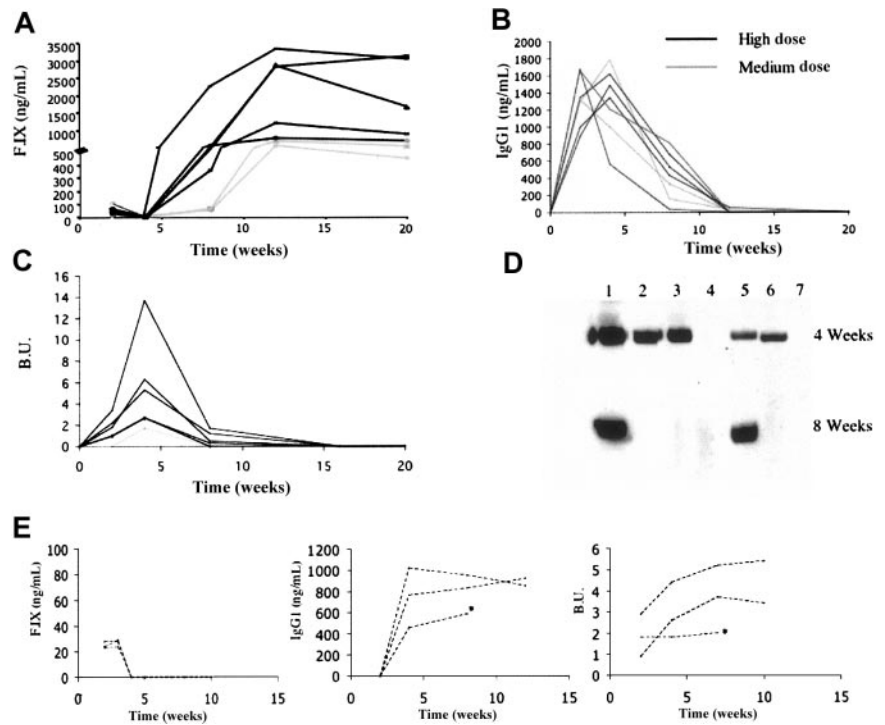 A
FIX (ng/mL)
3500
3000
2500
2000
1500
1000
500
400
300
200
100
0
0 5 10 15 20
Time (weeks)
B
IgG1 (ng/mL)
2000
1800
1600
1400
1200
1000
800
600
400
200
0
0 5 10 15 20
Time (weeks)
High dose
Medium dose
C
B.U.
16
14
12
10
8
6
4
2
0
0 5 10 15 20
Time (weeks)
D
1 2 3 4 5 6 7
4 Weeks
8 Weeks
E
FIX (ng/mL)
100
80
60
40
20
0
0 5 10 15
Time (weeks)
IgG1 (ng/mL)
1200
1000
800
600
400
200
0
0 5 10 15
Time (weeks)
B.U.
6
5
4
3
2
1
0
0 5 10 15
Time (weeks)